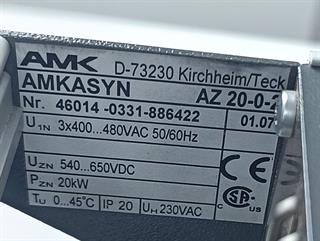 AMK D-73230 Kirchheim/Teck
AMKASYN AZ 20-0-2
Nr. 46014-0331-886422 01.07
U1N 3x400...480VAC 50/60Hz
UZN 540...650VDC
PZN 20kW
TU 0...45°C IP 20 UH 230VAC
CE
CSA